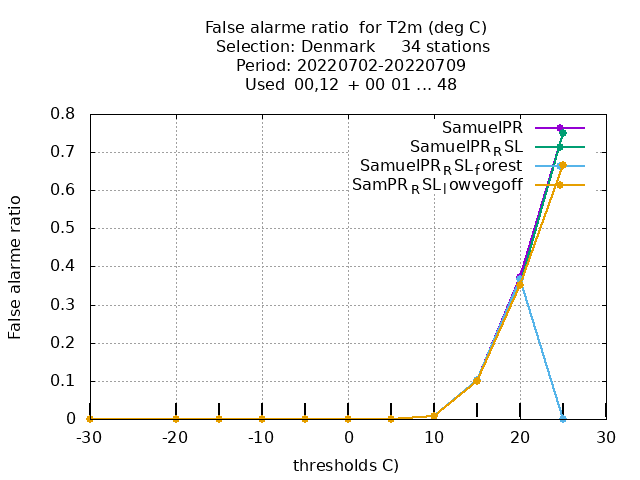 False alarme ratio  for T2m (deg C)
Selection: Denmark     34 stations
Period: 20220702-20220709
Used  00,12  + 00 01 ... 48
SamuelPR
SamuelPR_RSL
SamuelPR_RSL_forest
SamPR_RSL_lowvegoff
False alarme ratio
0.8
0.7
0.6
0.5
0.4
0.3
0.2
0.1
0
-30 -20 -10 0 10 20 30
thresholds C)